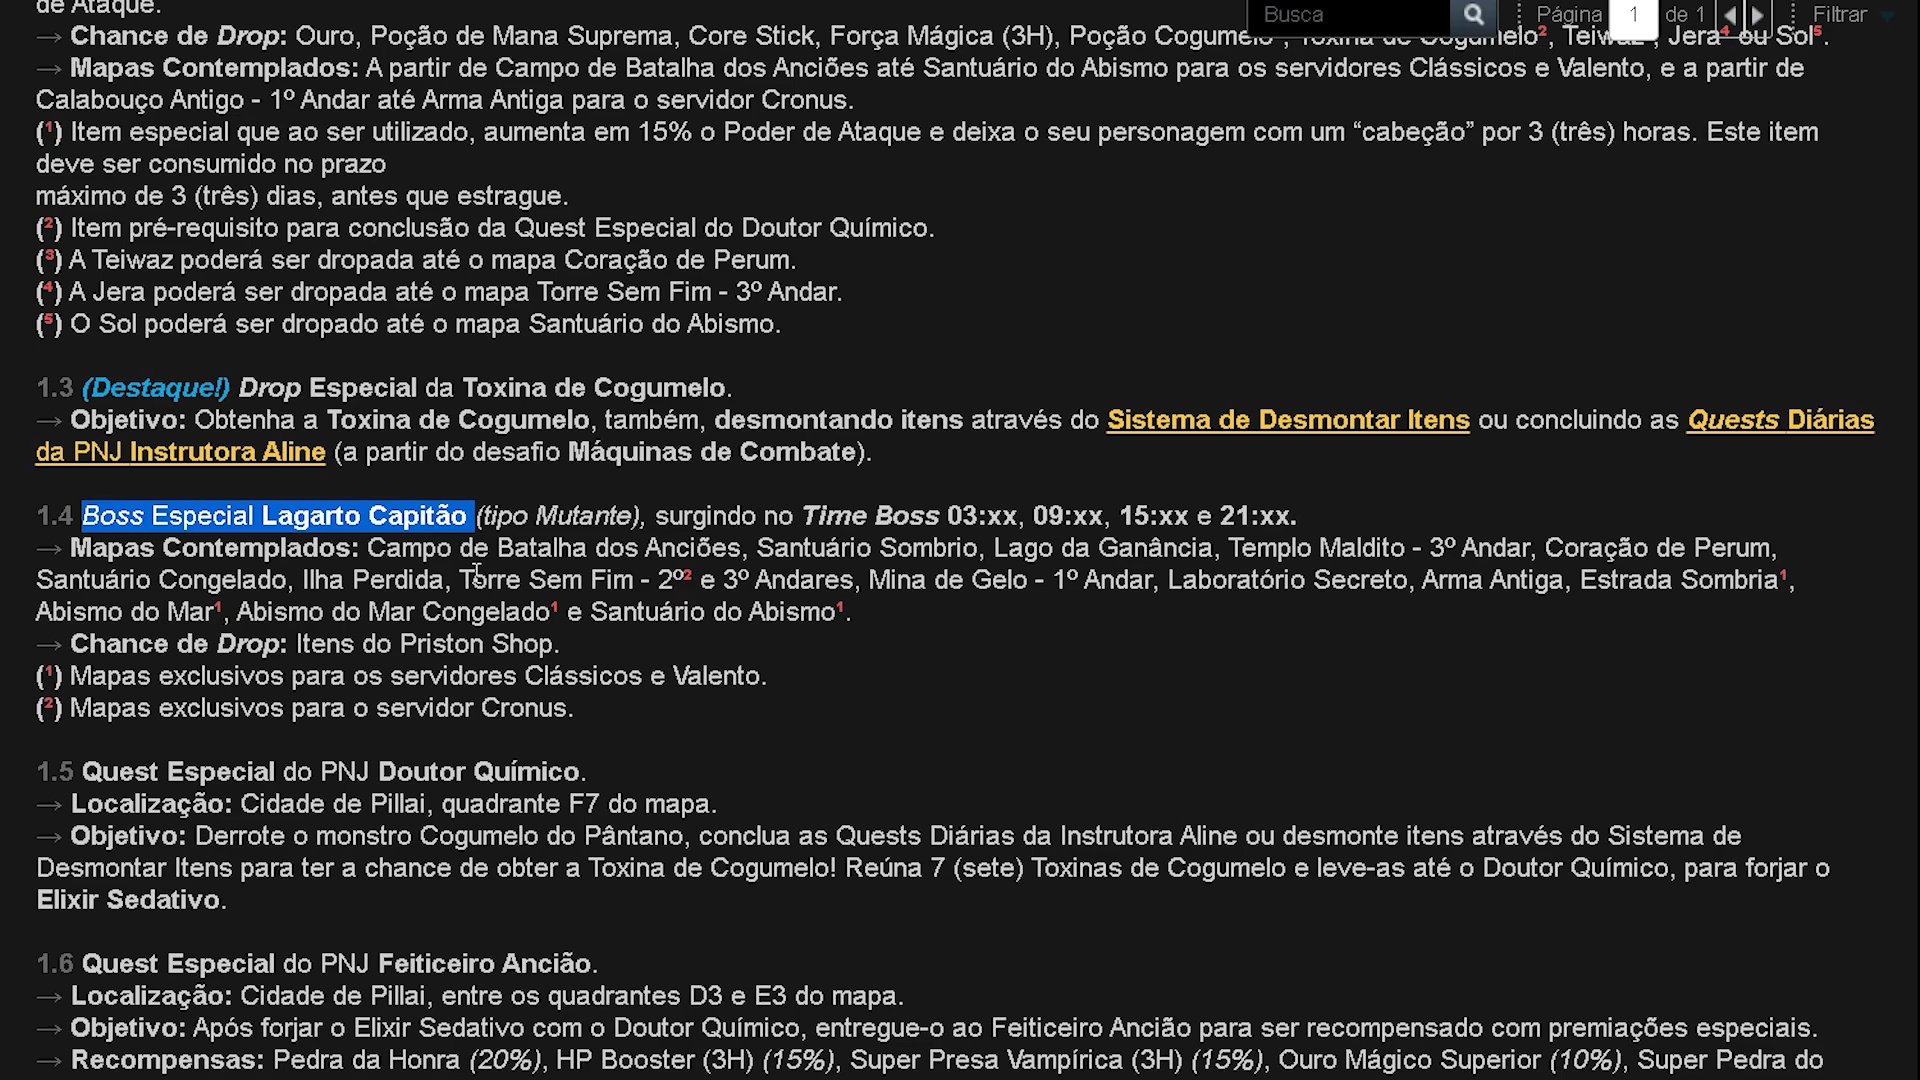 de Ataque.
Busca
Página 1 de 1
Filtrar
→ Chance de Drop: Ouro, Poção de Mana Suprema, Core Stick, Força Mágica (3H), Poção Cogumelo, Toxina de Cogumelo², Teiwaz, Jera⁴ ou Sol⁵.
→ Mapas Contemplados: A partir de Campo de Batalha dos Anciões até Santuário do Abismo para os servidores Clássicos e Valento, e a partir de
Calabouço Antigo - 1º Andar até Arma Antiga para o servidor Cronus.
(¹) Item especial que ao ser utilizado, aumenta em 15% o Poder de Ataque e deixa o seu personagem com um “cabeção” por 3 (três) horas. Este item
deve ser consumido no prazo
máximo de 3 (três) dias, antes que estrague.
(²) Item pré-requisito para conclusão da Quest Especial do Doutor Químico.
(³) A Teiwaz poderá ser dropada até o mapa Coração de Perum.
(⁴) A Jera poderá ser dropada até o mapa Torre Sem Fim - 3º Andar.
(⁵) O Sol poderá ser dropado até o mapa Santuário do Abismo.
1.3 (Destaque!) Drop Especial da Toxina de Cogumelo.
→ Objetivo: Obtenha a Toxina de Cogumelo, também, desmontando itens através do Sistema de Desmontar Itens ou concluindo as Quests Diárias
da PNJ Instrutora Aline (a partir do desafio Máquinas de Combate).
1.4 Boss Especial Lagarto Capitão (tipo Mutante), surgindo no Time Boss 03:xx, 09:xx, 15:xx e 21:xx.
→ Mapas Contemplados: Campo de Batalha dos Anciões, Santuário Sombrio, Lago da Ganância, Templo Maldito - 3º Andar, Coração de Perum,
Santuário Congelado, Ilha Perdida, Torre Sem Fim - 2º² e 3º Andares, Mina de Gelo - 1º Andar, Laboratório Secreto, Arma Antiga, Estrada Sombria¹,
Abismo do Mar¹, Abismo do Mar Congelado¹ e Santuário do Abismo¹.
→ Chance de Drop: Itens do Priston Shop.
(¹) Mapas exclusivos para os servidores Clássicos e Valento.
(²) Mapas exclusivos para o servidor Cronus.
1.5 Quest Especial do PNJ Doutor Químico.
→ Localização: Cidade de Pillai, quadrante F7 do mapa.
→ Objetivo: Derrote o monstro Cogumelo do Pântano, conclua as Quests Diárias da Instrutora Aline ou desmonte itens através do Sistema de
Desmontar Itens para ter a chance de obter a Toxina de Cogumelo! Reúna 7 (sete) Toxinas de Cogumelo e leve-as até o Doutor Químico, para forjar o
Elixir Sedativo.
1.6 Quest Especial do PNJ Feiticeiro Ancião.
→ Localização: Cidade de Pillai, entre os quadrantes D3 e E3 do mapa.
→ Objetivo: Após forjar o Elixir Sedativo com o Doutor Químico, entregue-o ao Feiticeiro Ancião para ser recompensado com premiações especiais.
→ Recompensas: Pedra da Honra (20%), HP Booster (3H) (15%), Super Presa Vampírica (3H) (15%), Ouro Mágico Superior (10%), Super Pedra do